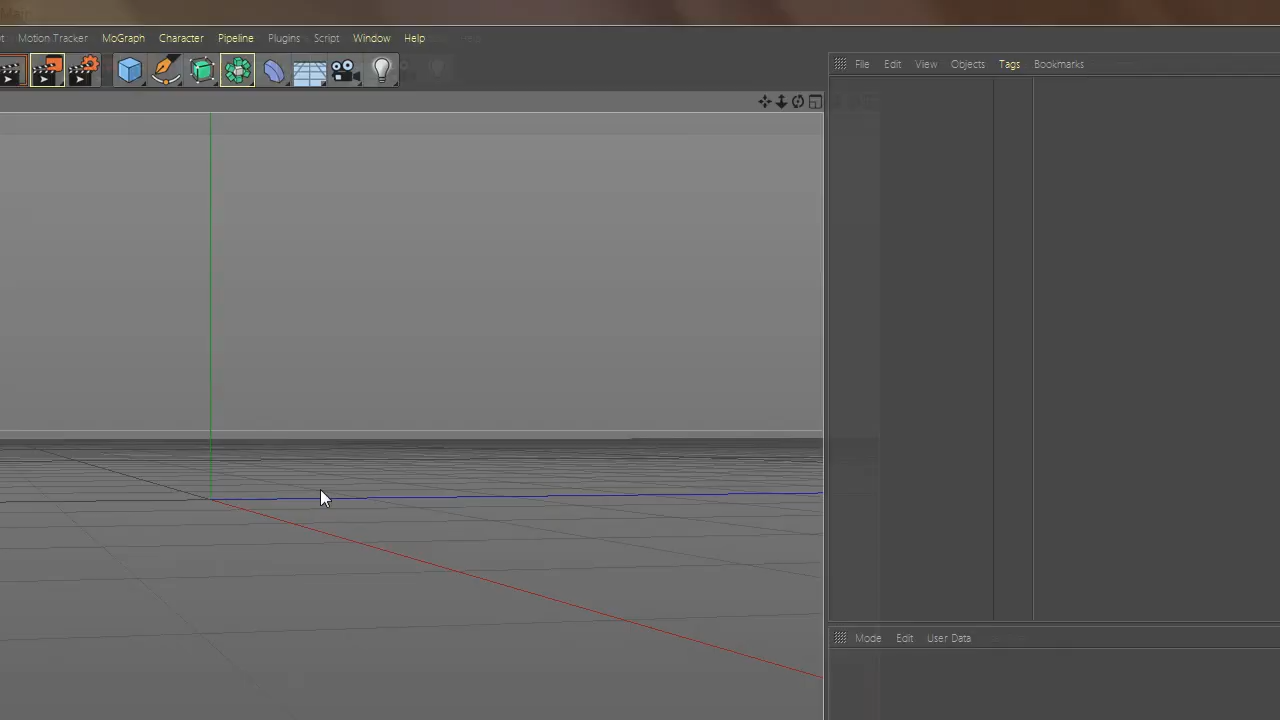 Main
t Motion Tracker MoGraph Character Pipeline Plugins Script Window Help
File Edit View Objects Tags Bookmarks
Mode Edit User Data